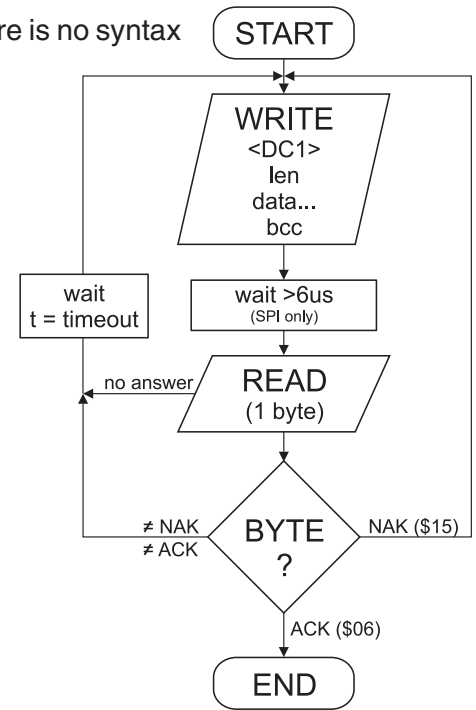 re is no syntax
START
WRITE
<DC1>
len
data...
bcc
wait
t = timeout
wait >6us
(SPI only)
no answer
READ
(1 byte)
≠ NAK
≠ ACK
BYTE
?
NAK ($15)
ACK ($06)
END